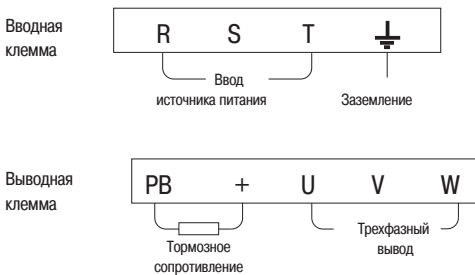 Вводная
клемма
R S T
Ввод
источника питания
Заземление
Выводная
клемма
PB + U V W
Тормозное
сопротивление
Трехфазный
вывод